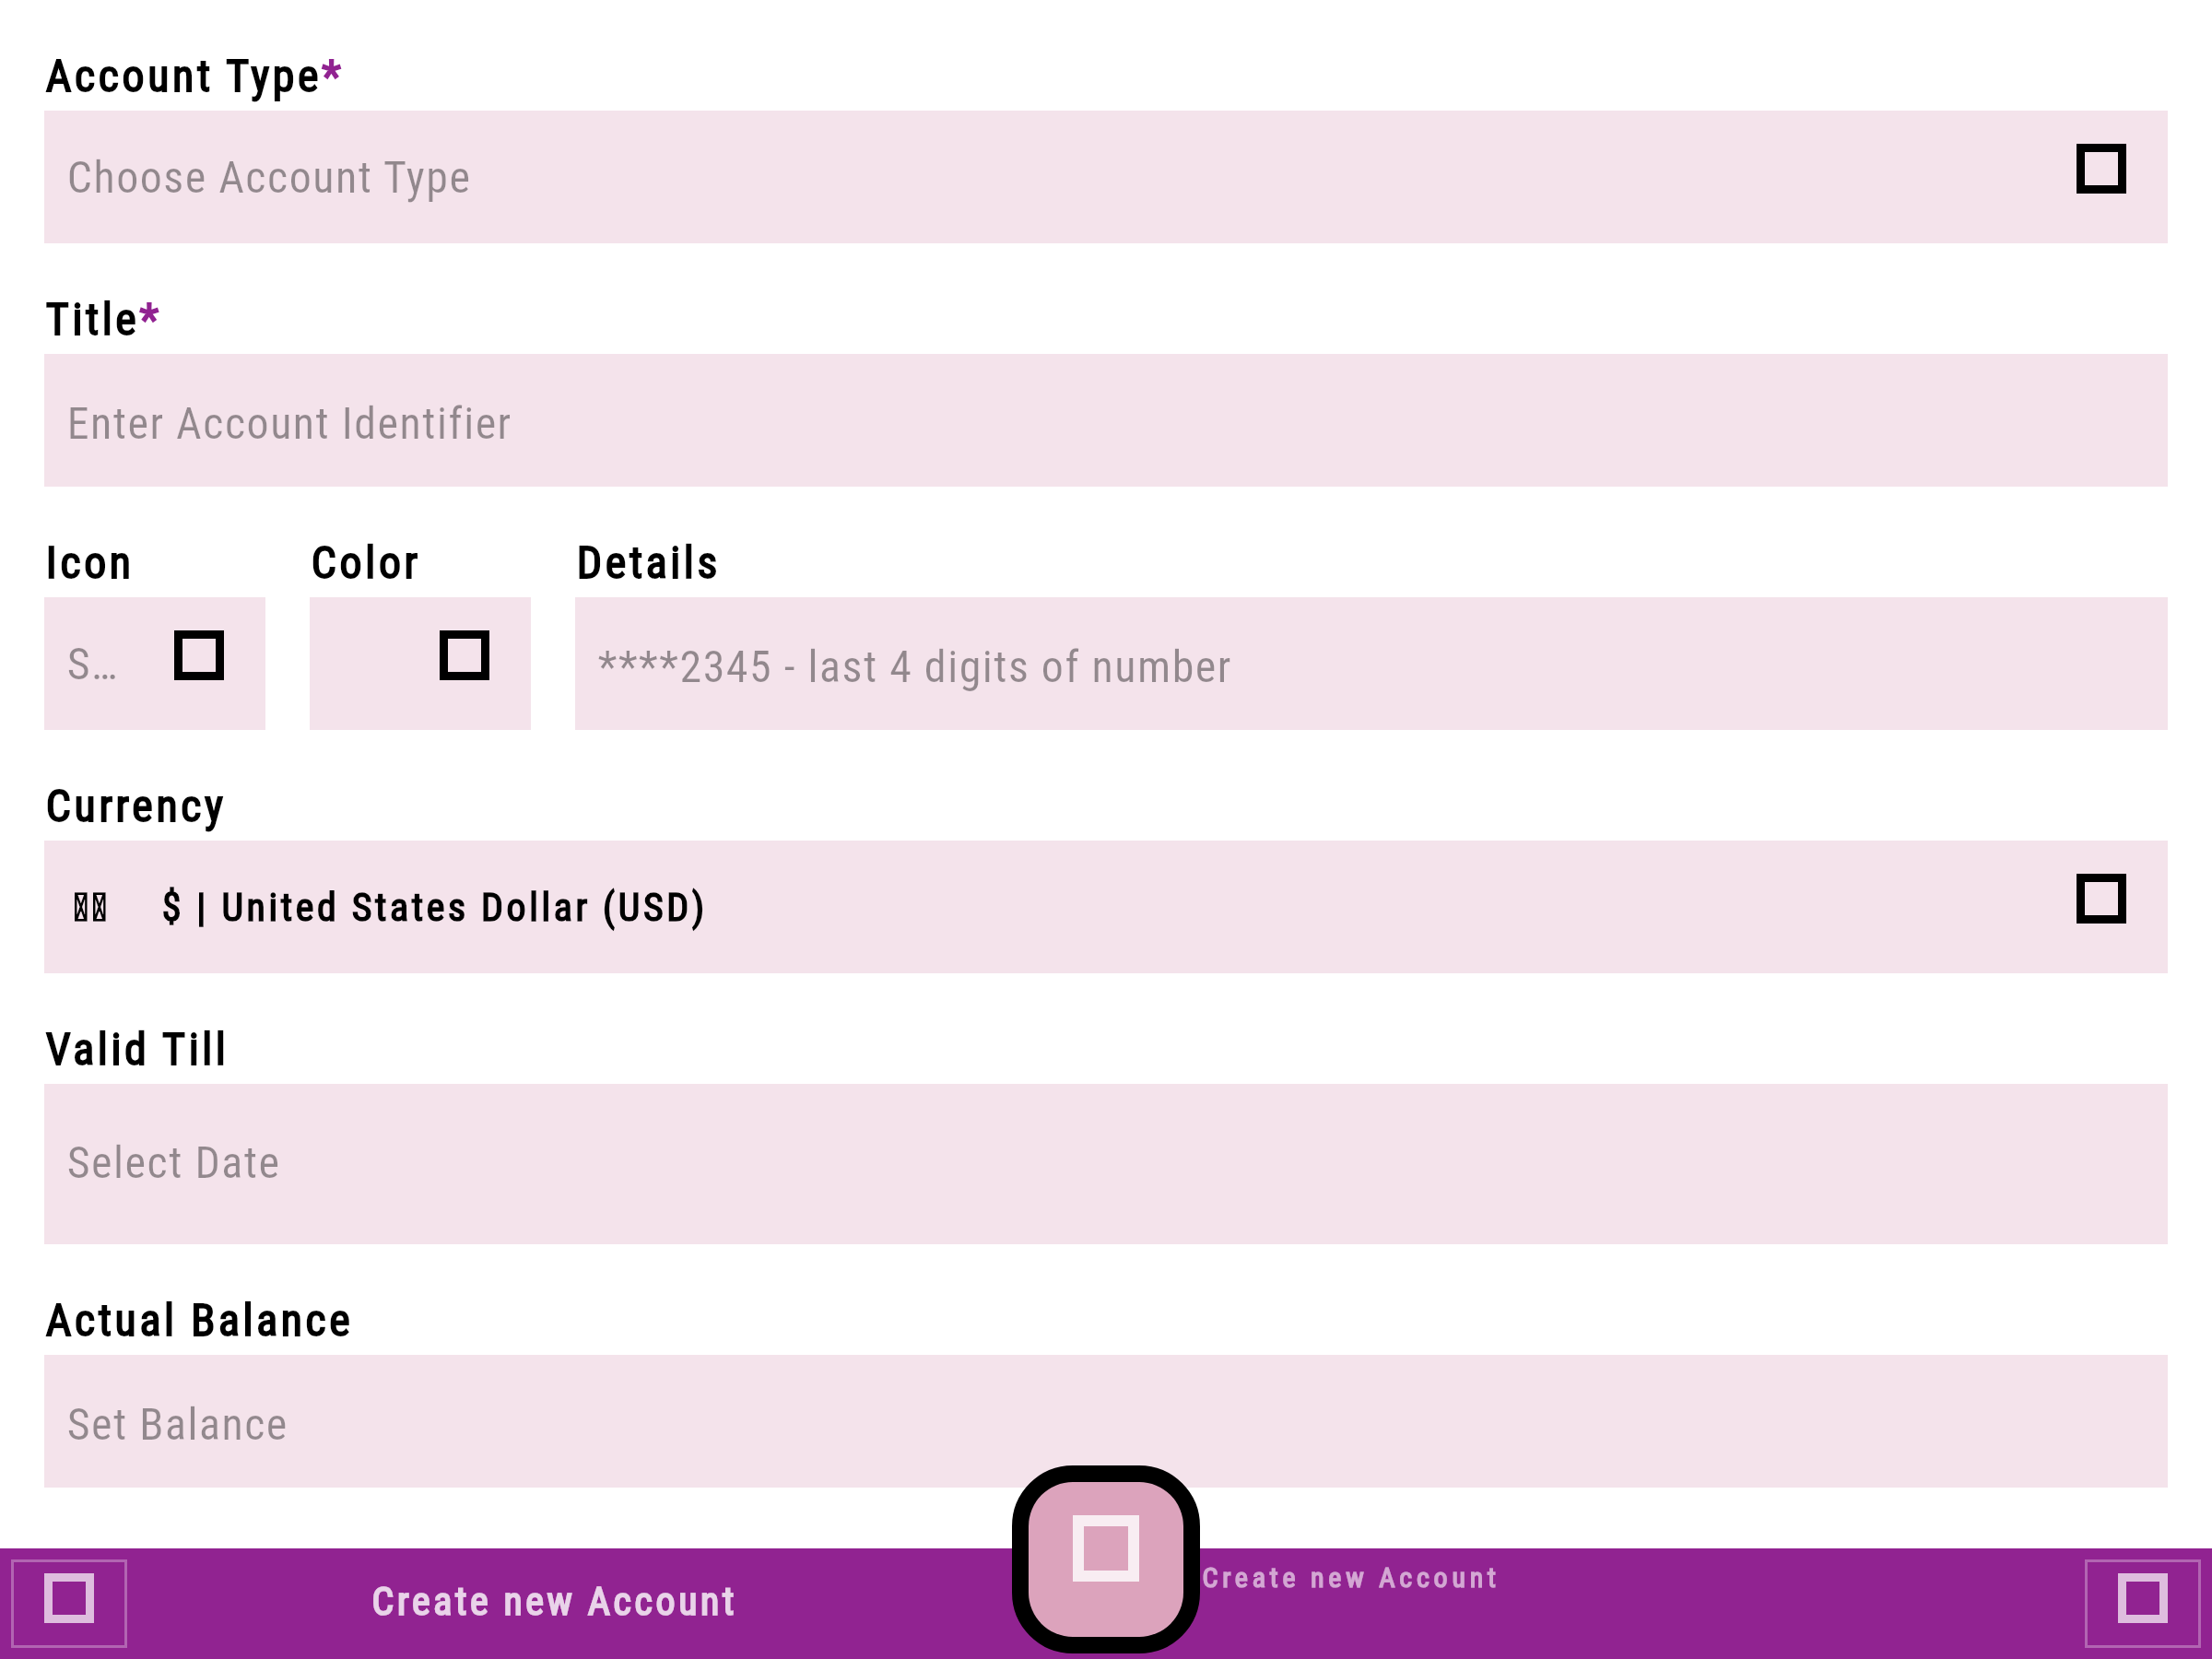 Account Type*
Choose Account Type
Title*
Enter Account Identifier
Icon Color Details
S… ****2345 - last 4 digits of number
Currency
$ | United States Dollar (USD)
Valid Till
Select Date
Actual Balance
Set Balance
Create new Account
Create new Account